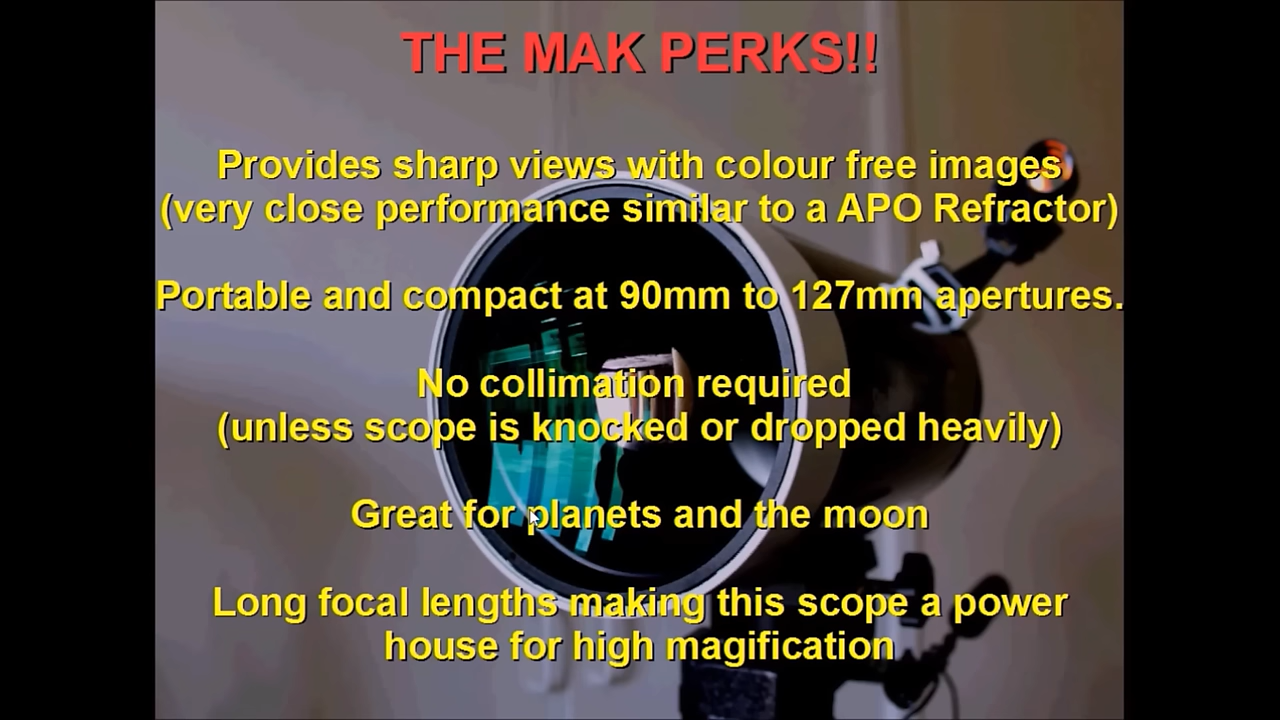 THE MAK PERKS!!
Provides sharp views with colour free images
(very close performance similar to a APO Refractor)
Portable and compact at 90mm to 127mm apertures.
No collimation required
(unless scope is knocked or dropped heavily)
Great for planets and the moon
Long focal lengths making this scope a power
house for high magification